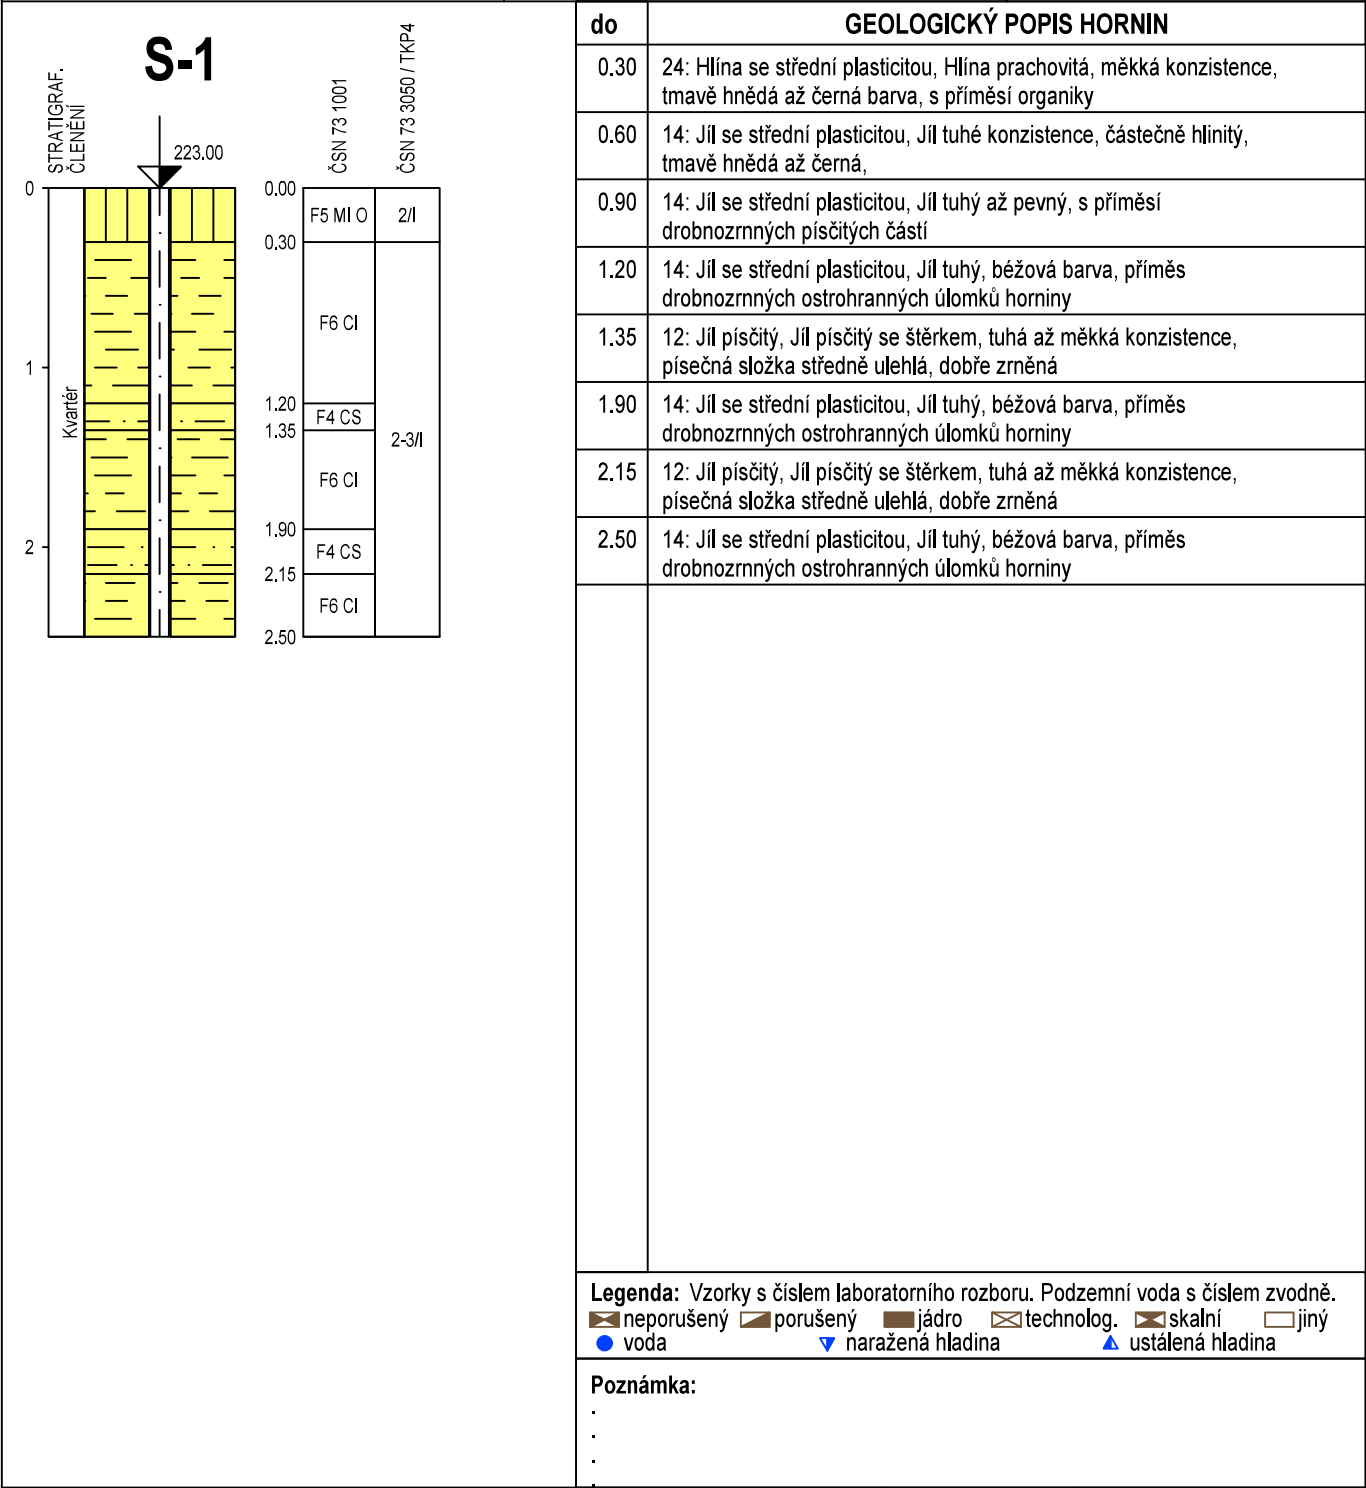 S-1
STRATIGRAF.
ČLENĚNÍ
223.00
ČSN 73 1001
ČSN 73 3050 / TKP4
0
1
2
Kvartér
0.00
0.30
1.20
1.35
1.90
2.15
2.50
F5 MI O
F6 CI
F4 CS
F6 CI
F4 CS
F6 CI
2/I
2-3/I
do GEOLOGICKÝ POPIS HORNIN
0.30 24: Hlína se střední plasticitou, Hlína prachovitá, měkká konzistence,
tmavě hnědá až černá barva, s příměsí organiky
0.60 14: Jíl se střední plasticitou, Jíl tuhé konzistence, částečně hlinitý,
tmavě hnědá až černá,
0.90 14: Jíl se střední plasticitou, Jíl tuhý až pevný, s příměsí
drobnozrnných písčitých částí
1.20 14: Jíl se střední plasticitou, Jíl tuhý, béžová barva, příměs
drobnozrnných ostrohranných úlomků horniny
1.35 12: Jíl písčitý, Jíl písčitý se štěrkem, tuhá až měkká konzistence,
písečná složka středně ulehlá, dobře zrněná
1.90 14: Jíl se střední plasticitou, Jíl tuhý, béžová barva, příměs
drobnozrnných ostrohranných úlomků horniny
2.15 12: Jíl písčitý, Jíl písčitý se štěrkem, tuhá až měkká konzistence,
písečná složka středně ulehlá, dobře zrněná
2.50 14: Jíl se střední plasticitou, Jíl tuhý, béžová barva, příměs
drobnozrnných ostrohranných úlomků horniny
Legenda: Vzorky s číslem laboratorního rozboru. Podzemní voda s číslem zvodně.
neporušený porušený jádro technolog. skalní jiný
voda naražená hladina ustálená hladina
Poznámka:
.
.
.
.